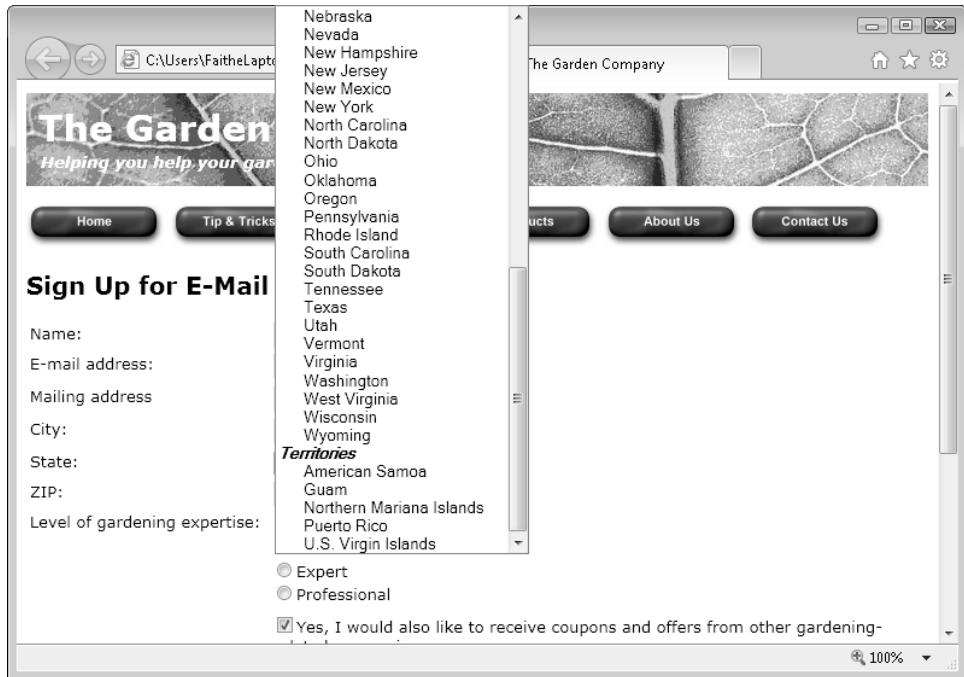 C:\Users\FaitheLapto
The Garden Company
The Garden
Helping you help your gar
Home
Tip & Tricks
ucts
About Us
Contact Us
Sign Up for E-Mail
Name:
E-mail address:
Mailing address
City:
State:
ZIP:
Level of gardening expertise:
Nebraska
Nevada
New Hampshire
New Jersey
New Mexico
New York
North Carolina
North Dakota
Ohio
Oklahoma
Oregon
Pennsylvania
Rhode Island
South Carolina
South Dakota
Tennessee
Texas
Utah
Vermont
Virginia
Washington
West Virginia
Wisconsin
Wyoming
Territories
American Samoa
Guam
Northern Mariana Islands
Puerto Rico
U.S. Virgin Islands
Expert
Professional
Yes, I would also like to receive coupons and offers from other gardening-
100%